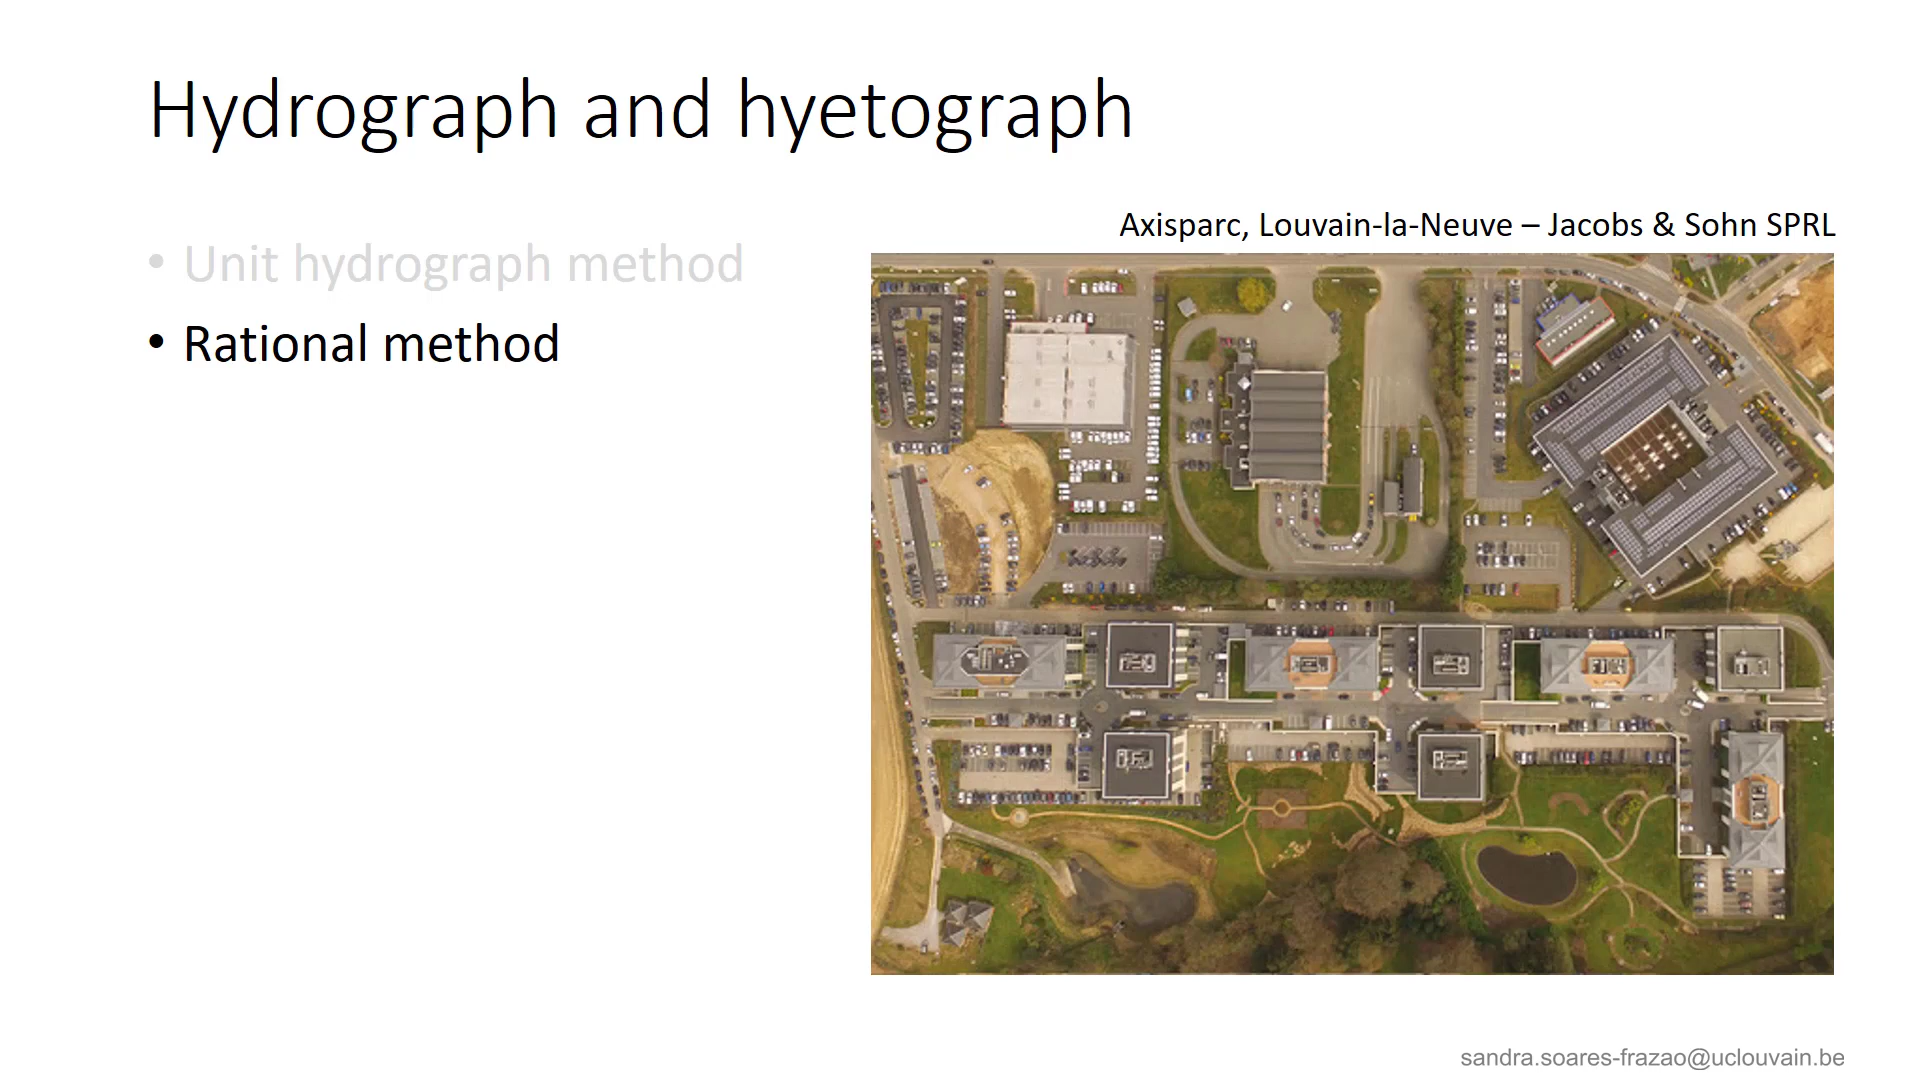 Hydrograph and hyetograph
• Unit hydrograph method
• Rational method
Axisparc, Louvain-la-Neuve – Jacobs & Sohn SPRL
sandra.soares-frazao@uclouvain.be